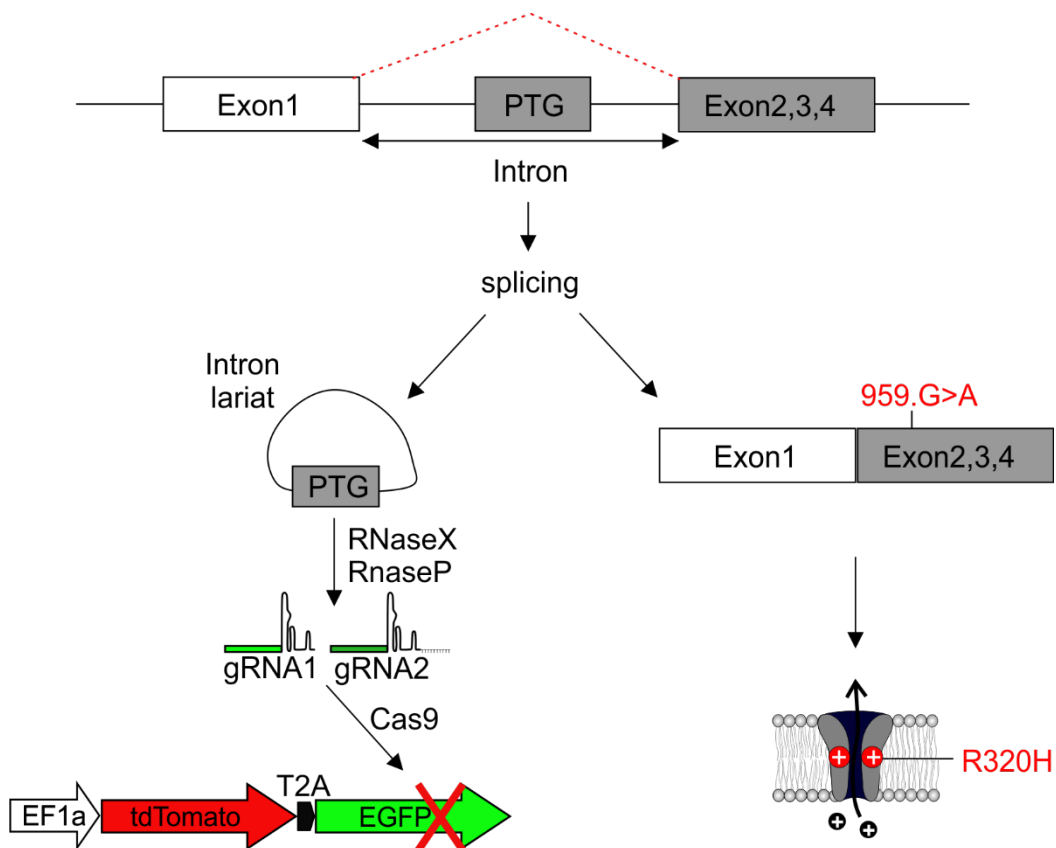 Exon1
PTG
Exon2,3,4
Intron
splicing
Intron
lariat
PTG
RNaseX
RnaseP
gRNA1
gRNA2
Cas9
EF1a
tdTomato
T2A
EGFP
959.G>A
Exon1
Exon2,3,4
+
+
R320H
+
+